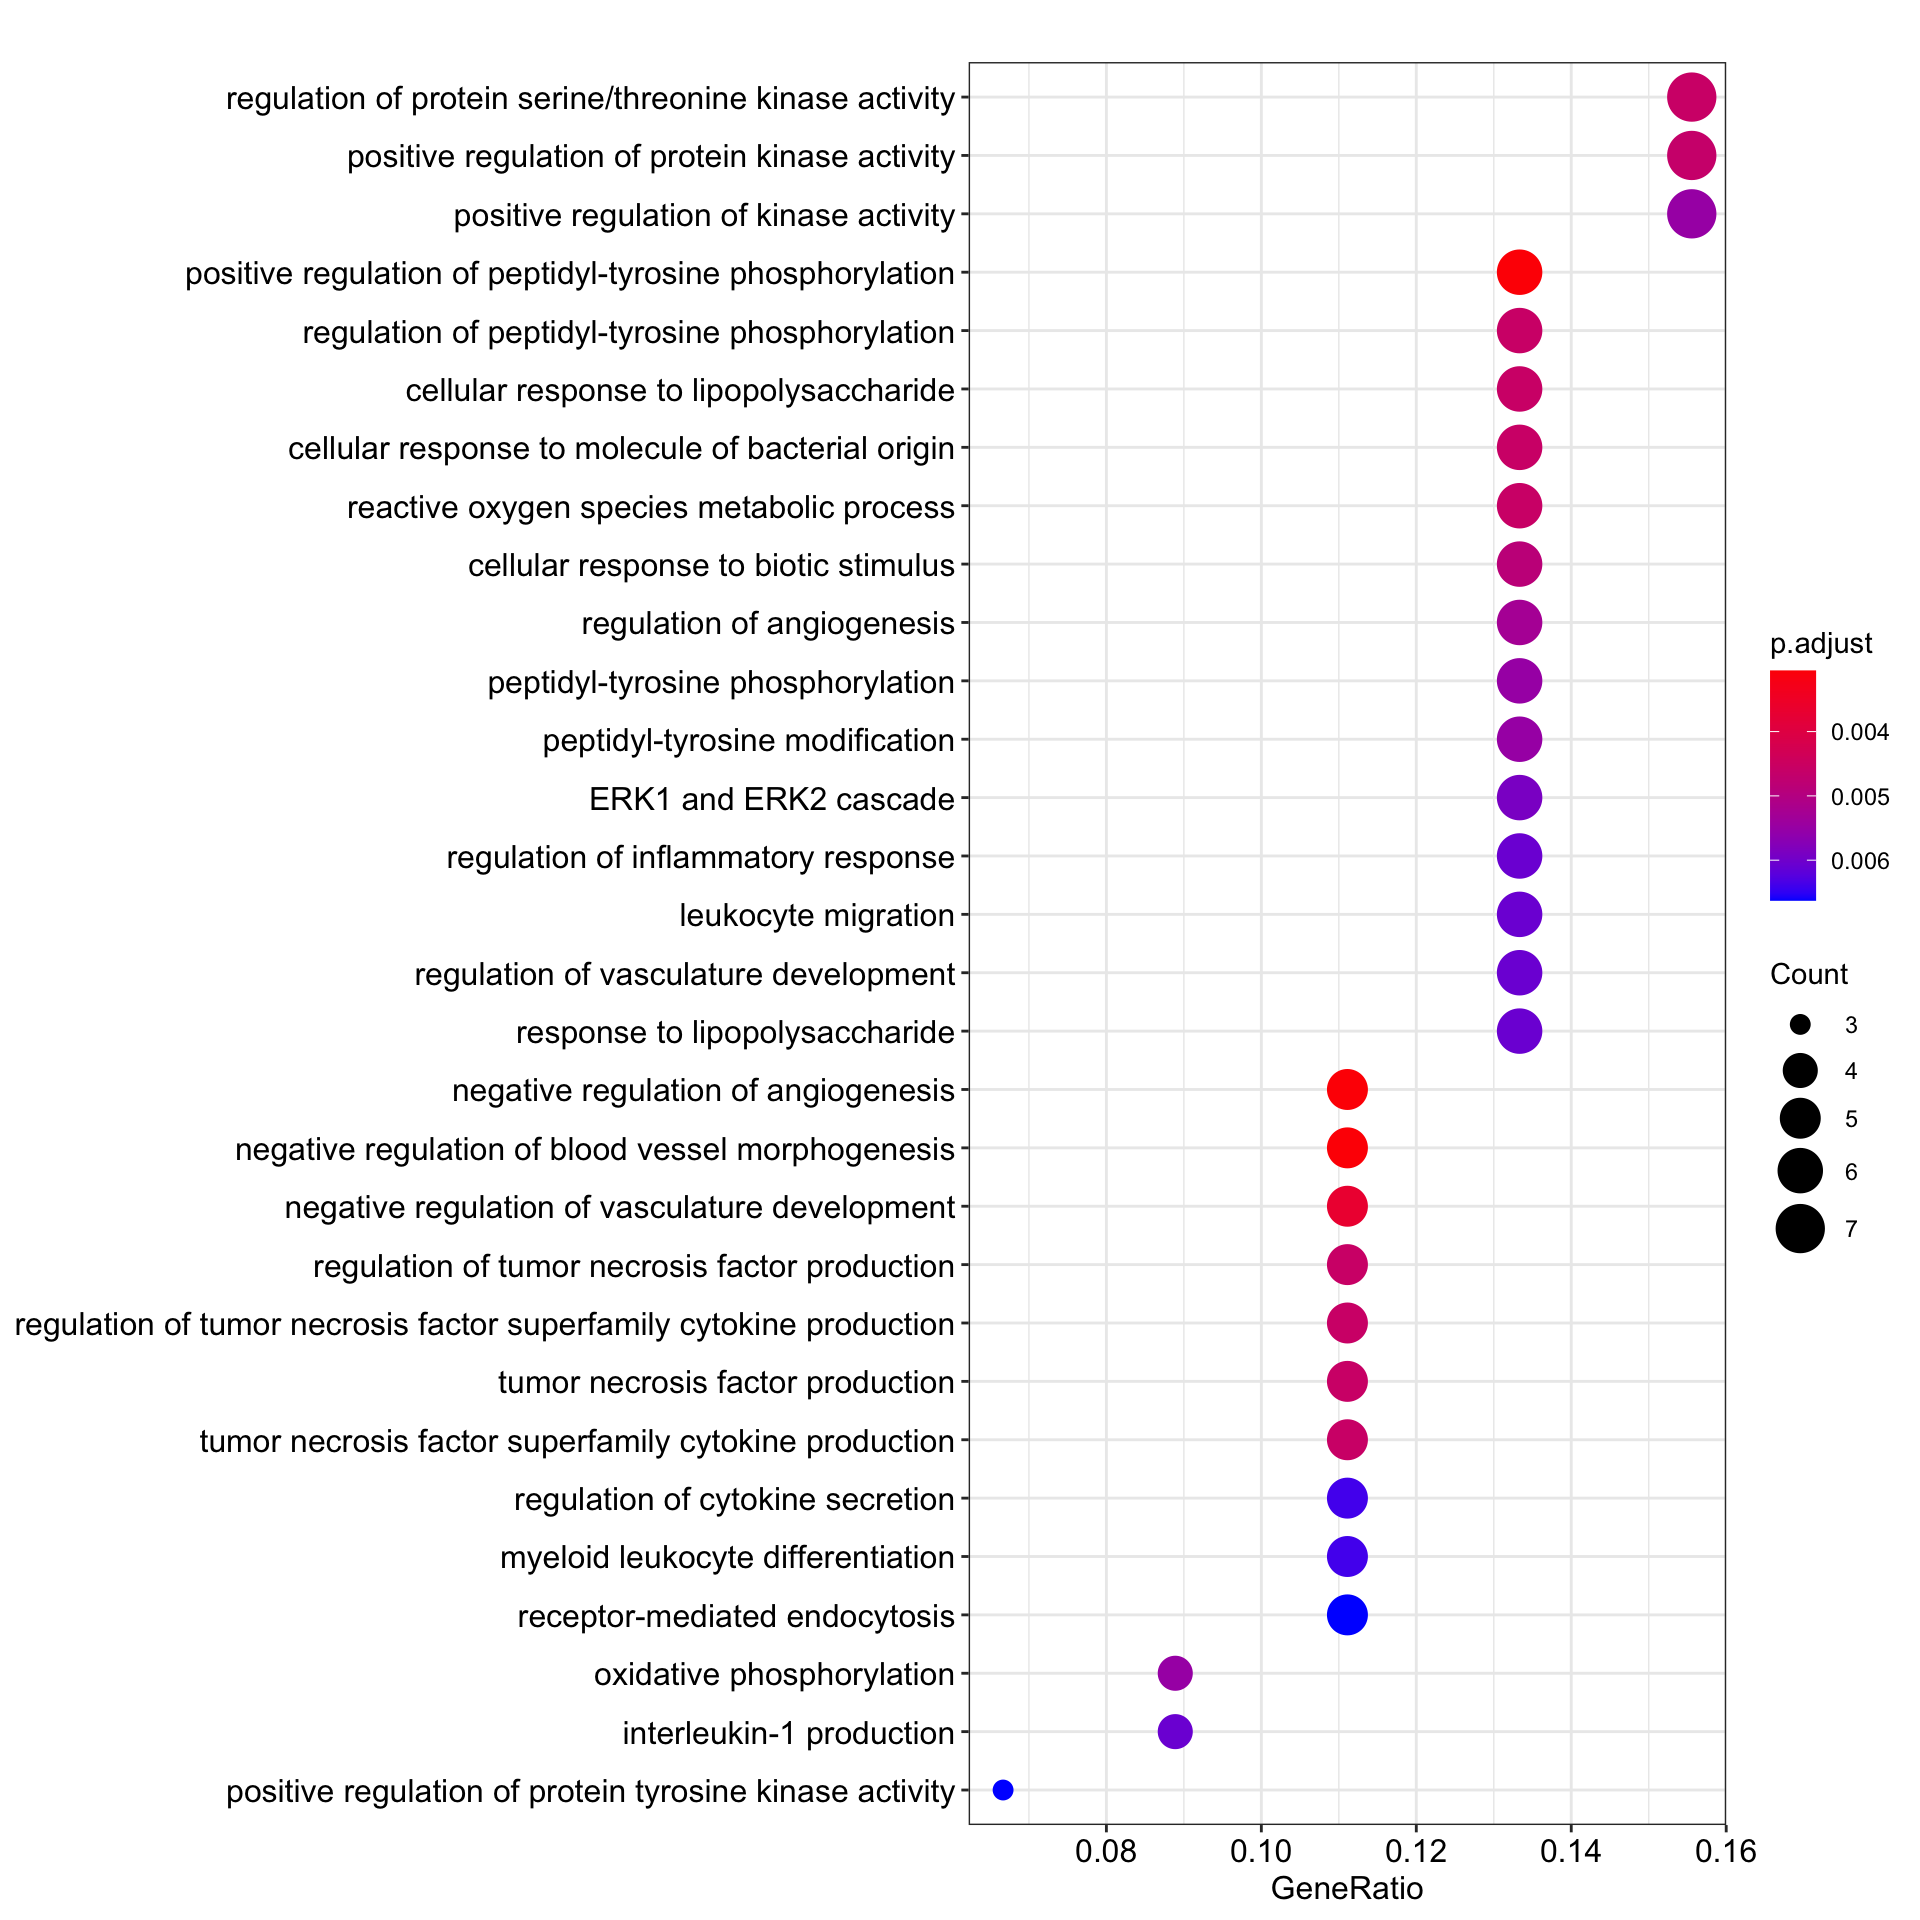 regulation of protein serine/threonine kinase activity
positive regulation of protein kinase activity
positive regulation of kinase activity
positive regulation of peptidyl-tyrosine phosphorylation
regulation of peptidyl-tyrosine phosphorylation
cellular response to lipopolysaccharide
cellular response to molecule of bacterial origin
reactive oxygen species metabolic process
cellular response to biotic stimulus
regulation of angiogenesis
peptidyl-tyrosine phosphorylation
peptidyl-tyrosine modification
ERK1 and ERK2 cascade
regulation of inflammatory response
leukocyte migration
regulation of vasculature development
response to lipopolysaccharide
negative regulation of angiogenesis
negative regulation of blood vessel morphogenesis
negative regulation of vasculature development
regulation of tumor necrosis factor production
regulation of tumor necrosis factor superfamily cytokine production
tumor necrosis factor production
tumor necrosis factor superfamily cytokine production
regulation of cytokine secretion
myeloid leukocyte differentiation
receptor-mediated endocytosis
oxidative phosphorylation
interleukin-1 production
positive regulation of protein tyrosine kinase activity
0.08 0.10 0.12 0.14 0.16
GeneRatio
p.adjust
0.004
0.005
0.006
Count
3
4
5
6
7